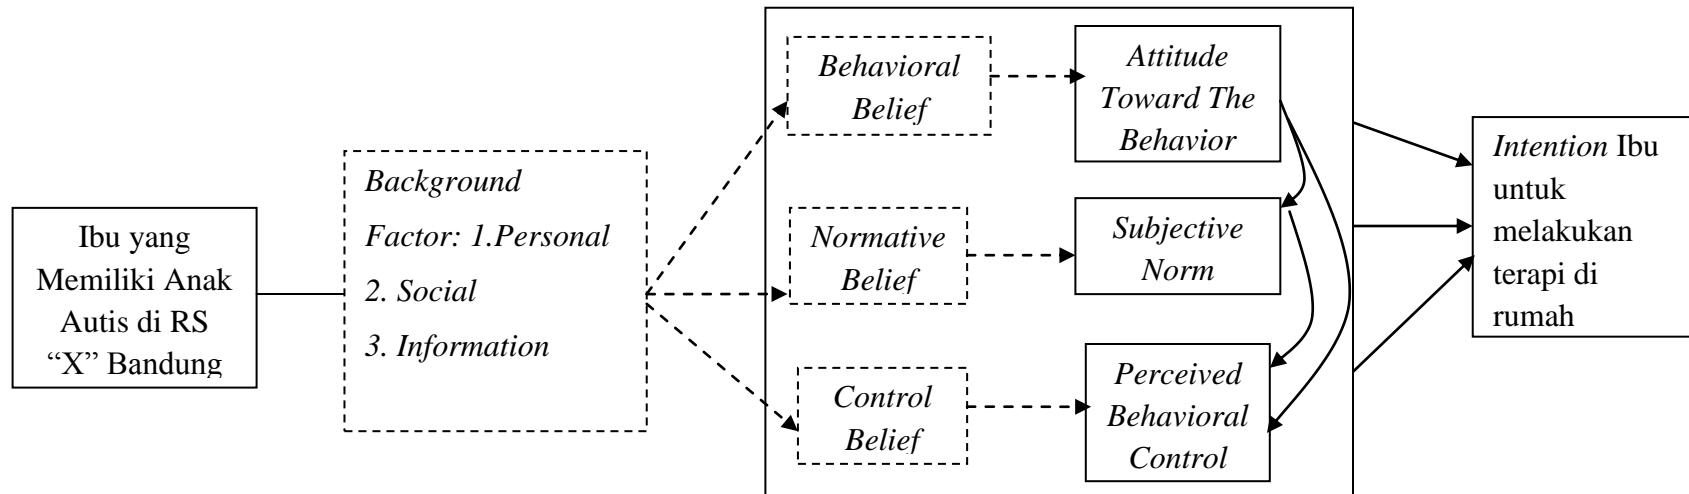 Ibu yang
Memiliki Anak
Autis di RS
“X” Bandung
Background
Factor: 1.Personal
2. Social
3. Information
Behavioral
Belief
Normative
Belief
Control
Belief
Attitude
Toward The
Behavior
Subjective
Norm
Perceived
Behavioral
Control
Intention Ibu
untuk
melakukan
terapi di
rumah